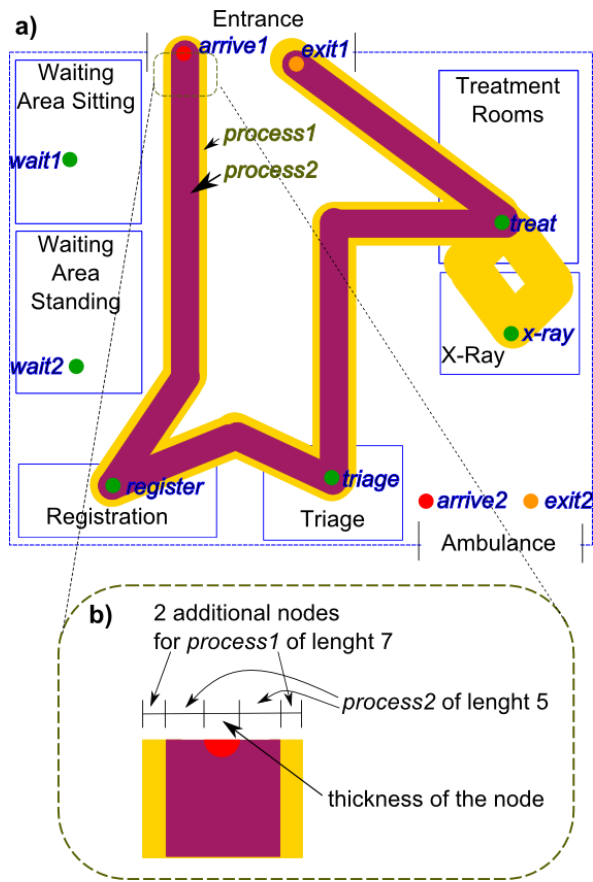 a)
Entrance
arrive1
exit1
Waiting
Area Sitting
wait1
process1
process2
Treatment
Rooms
treat
Waiting
Area
Standing
wait2
x-ray
X-Ray
register
Registration
triage
Triage
arrive2
exit2
Ambulance
b)
2 additional nodes
for process1 of lenght 7
process2 of lenght 5
thickness of the node